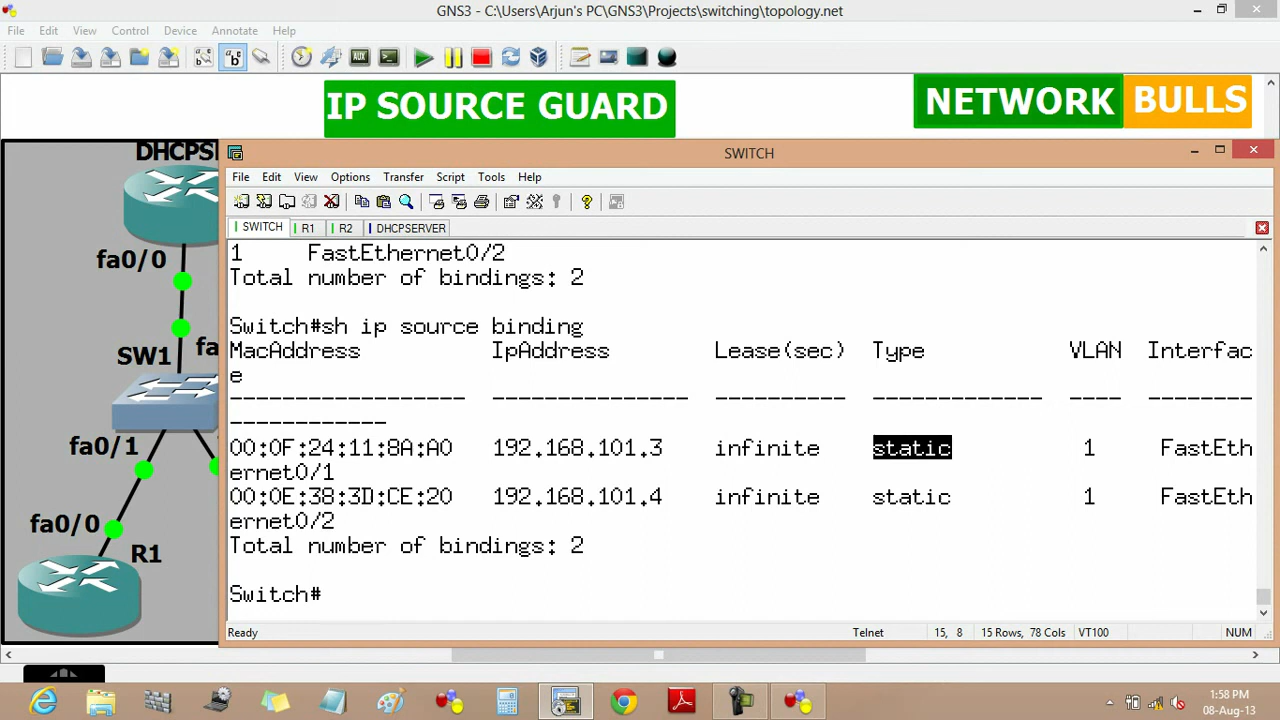 GNS3 - C:\Users\Arjun's PC\GNS3\Projects\switching\topology.net
File Edit View Control Device Annotate Help
IP SOURCE GUARD
NETWORK BULLS
DHCPS
SWITCH
File Edit View Options Transfer Script Tools Help
SWITCH R1 R2 DHCPSERVER
1 FastEthernet0/2
Total number of bindings: 2
Switch#sh ip source binding
MacAddress IpAddress Lease(sec) Type VLAN Interfac
e
------------------ --------------- ---------- ------------- ---- --------
------------
00:0F:24:11:8A:A0 192.168.101.3 infinite static 1 FastEth
ernet0/1
00:0E:38:3D:CE:20 192.168.101.4 infinite static 1 FastEth
ernet0/2
Total number of bindings: 2
Switch#
fa0/0
SW1
fa
fa0/1
fa0/0
R1
Ready Telnet 15, 8 15 Rows, 78 Cols VT100 NUM
1:58 PM
08-Aug-13